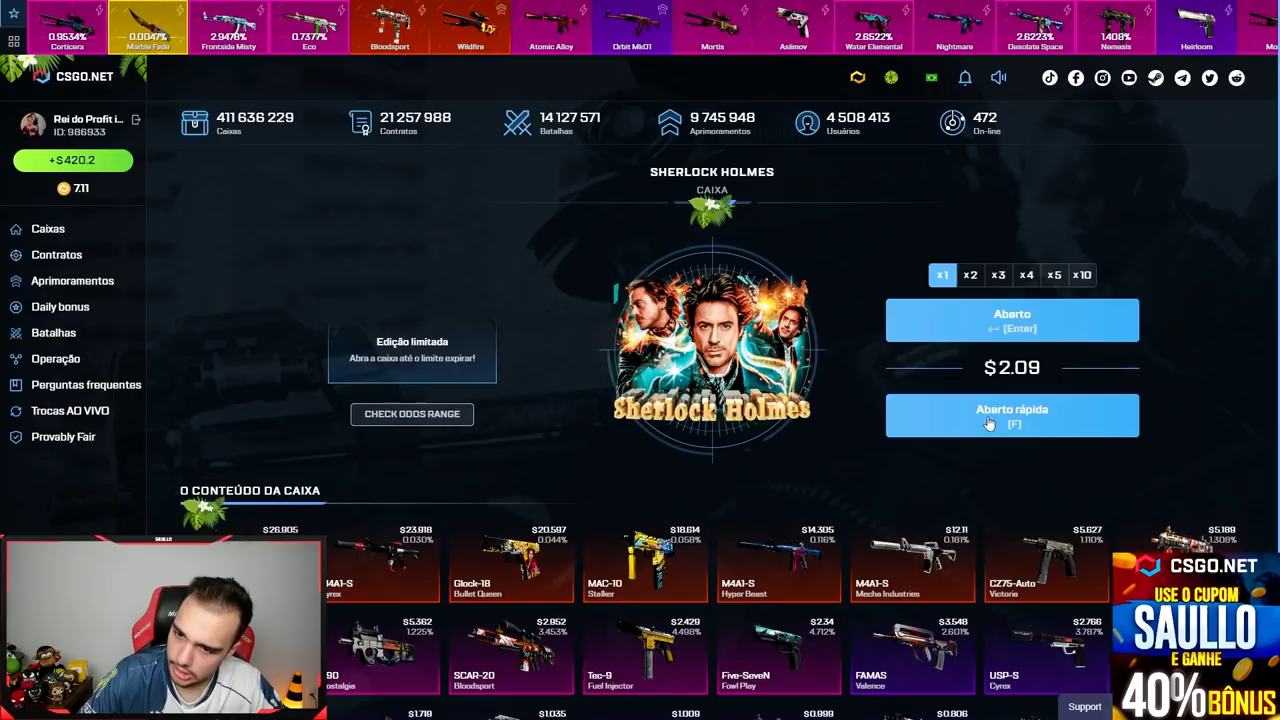 0.9534%
Corticera
0.0047%
Marble Fade
2.9478%
Frontside Misty
0.7377%
Eco
Bloodsport
Wildfire
Atomic Alloy
Orbit Mk01
Mortis
Asiimov
2.6522%
Water Elemental
Nightmare
2.6223%
Desolate Space
1.408%
Nemesis
Heirloom
CSGO.NET
Rei do Profit i...
ID: 986933
+$420.2
7.11
411 636 229
Caixas
21 257 988
Contratos
14 127 571
Batalhas
9 745 948
Aprimoramentos
4 508 413
Usuários
472
On-line
Caixas
Contratos
Aprimoramentos
Daily bonus
Batalhas
Operação
Perguntas frequentes
Trocas AO VIVO
Provably Fair
SHERLOCK HOLMES
CAIXA
Edição limitada
Abra a caixa até o limite expirar!
CHECK ODDS RANGE
Sherlock Holmes
x1 x2 x3 x4 x5 x10
Aberto
[Enter]
$2.09
Aberto rápida
[F]
O CONTEÚDO DA CAIXA
$26.905
$23.918
0.030%
M4A1-S
$20.597
0.044%
Glock-18
Bullet Queen
$18.614
0.058%
MAC-10
Stalker
$14.305
0.116%
M4A1-S
Hyper Beast
$12.11
0.181%
M4A1-S
Mecha Industries
$5.627
1.110%
CZ75-Auto
Victoria
$5.189
1.308%
$5.362
1.225%
90
ostalgia
$2.952
3.453%
SCAR-20
Bloodsport
$2.429
4.498%
Tec-9
Fuel Injector
$2.34
4.712%
Five-SeveN
Fowl Play
$3.548
2.601%
FAMAS
Valence
$2.766
3.787%
USP-S
Cyrex
$1.719
$1.035
$1.009
$0.999
$0.806
SAULLO
CSGO.NET
USE O CUPOM
SAULLO
E GANHE
40% BÔNUS
Support